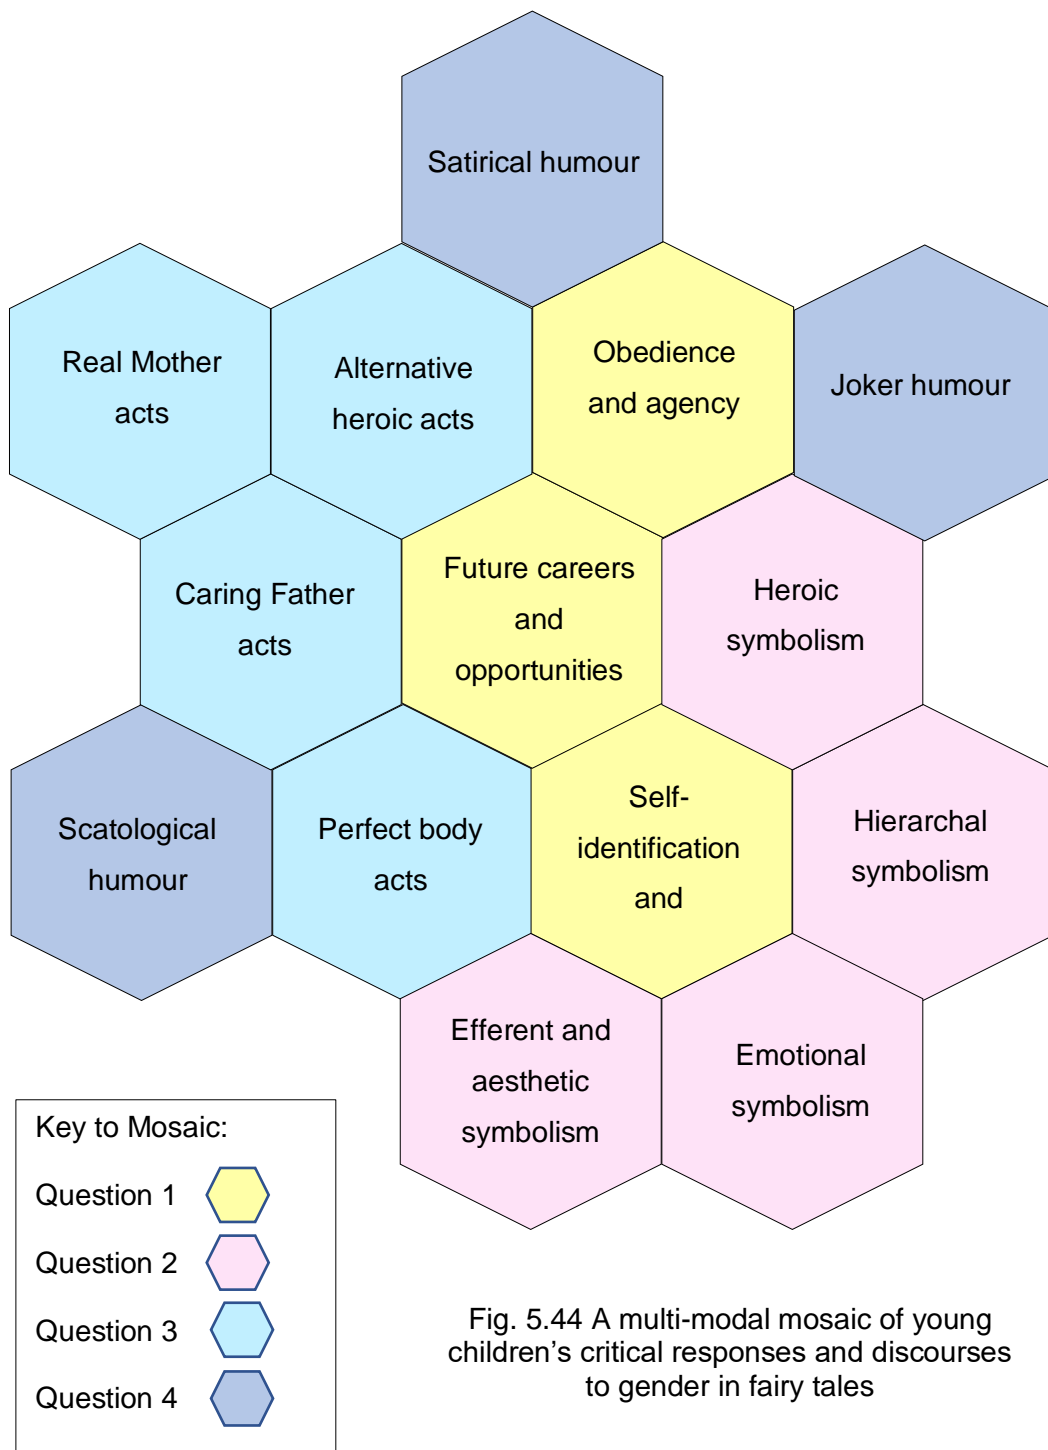 Satirical humour
Real Mother
acts
Alternative
heroic acts
Obedience
and agency
Joker humour
Caring Father
acts
Future careers
and
opportunities
Heroic
symbolism
Scatological
humour
Perfect body
acts
Self-
identification
and
Hierarchal
symbolism
Efferent and
aesthetic
symbolism
Emotional
symbolism
Key to Mosaic:
Question 1
Question 2
Question 3
Question 4
Fig. 5.44 A multi-modal mosaic of young
children’s critical responses and discourses
to gender in fairy tales